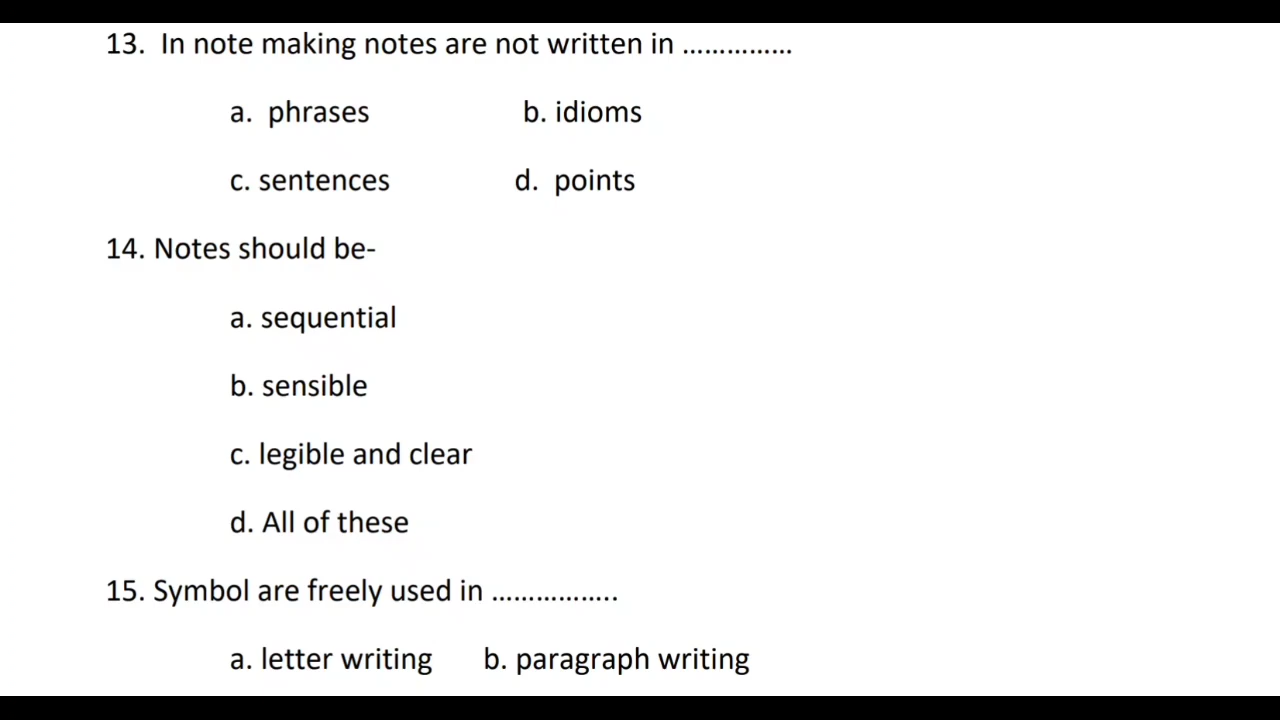 13. In note making notes are not written in ……………
a. phrases b. idioms
c. sentences d. points
14. Notes should be-
a. sequential
b. sensible
c. legible and clear
d. All of these
15. Symbol are freely used in ……………..
a. letter writing b. paragraph writing